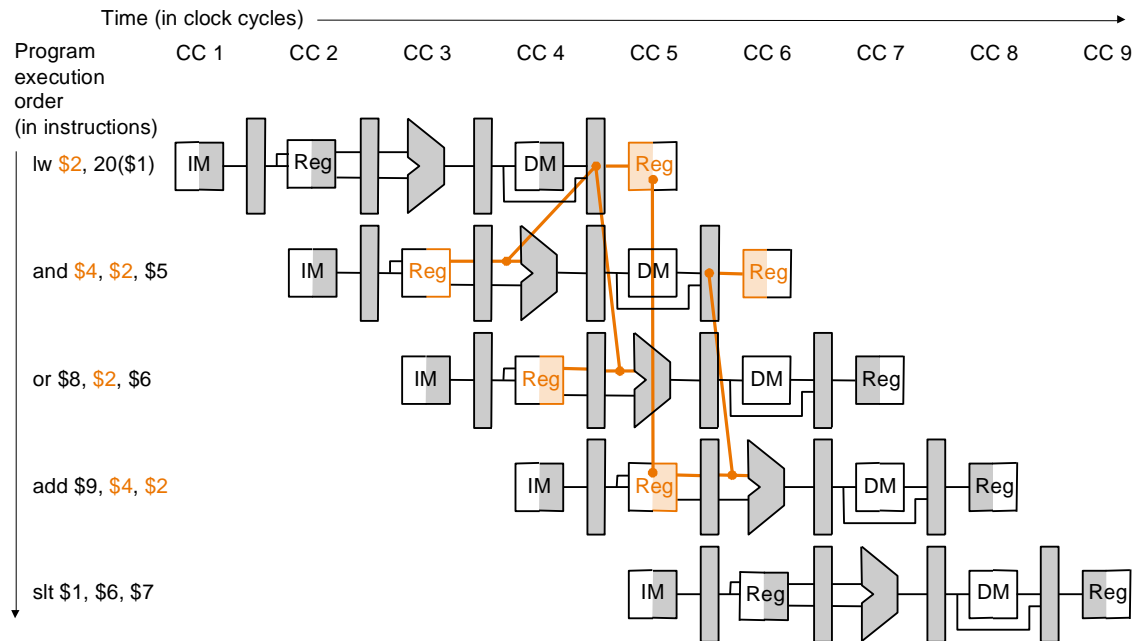 Time (in clock cycles)
Program
execution
order
(in instructions)
CC 1 CC 2 CC 3 CC 4 CC 5 CC 6 CC 7 CC 8 CC 9
lw $2, 20($1)
IM Reg DM Reg
and $4, $2, $5
IM Reg DM Reg
or $8, $2, $6
IM Reg DM Reg
add $9, $4, $2
IM Reg DM Reg
slt $1, $6, $7
IM Reg DM Reg